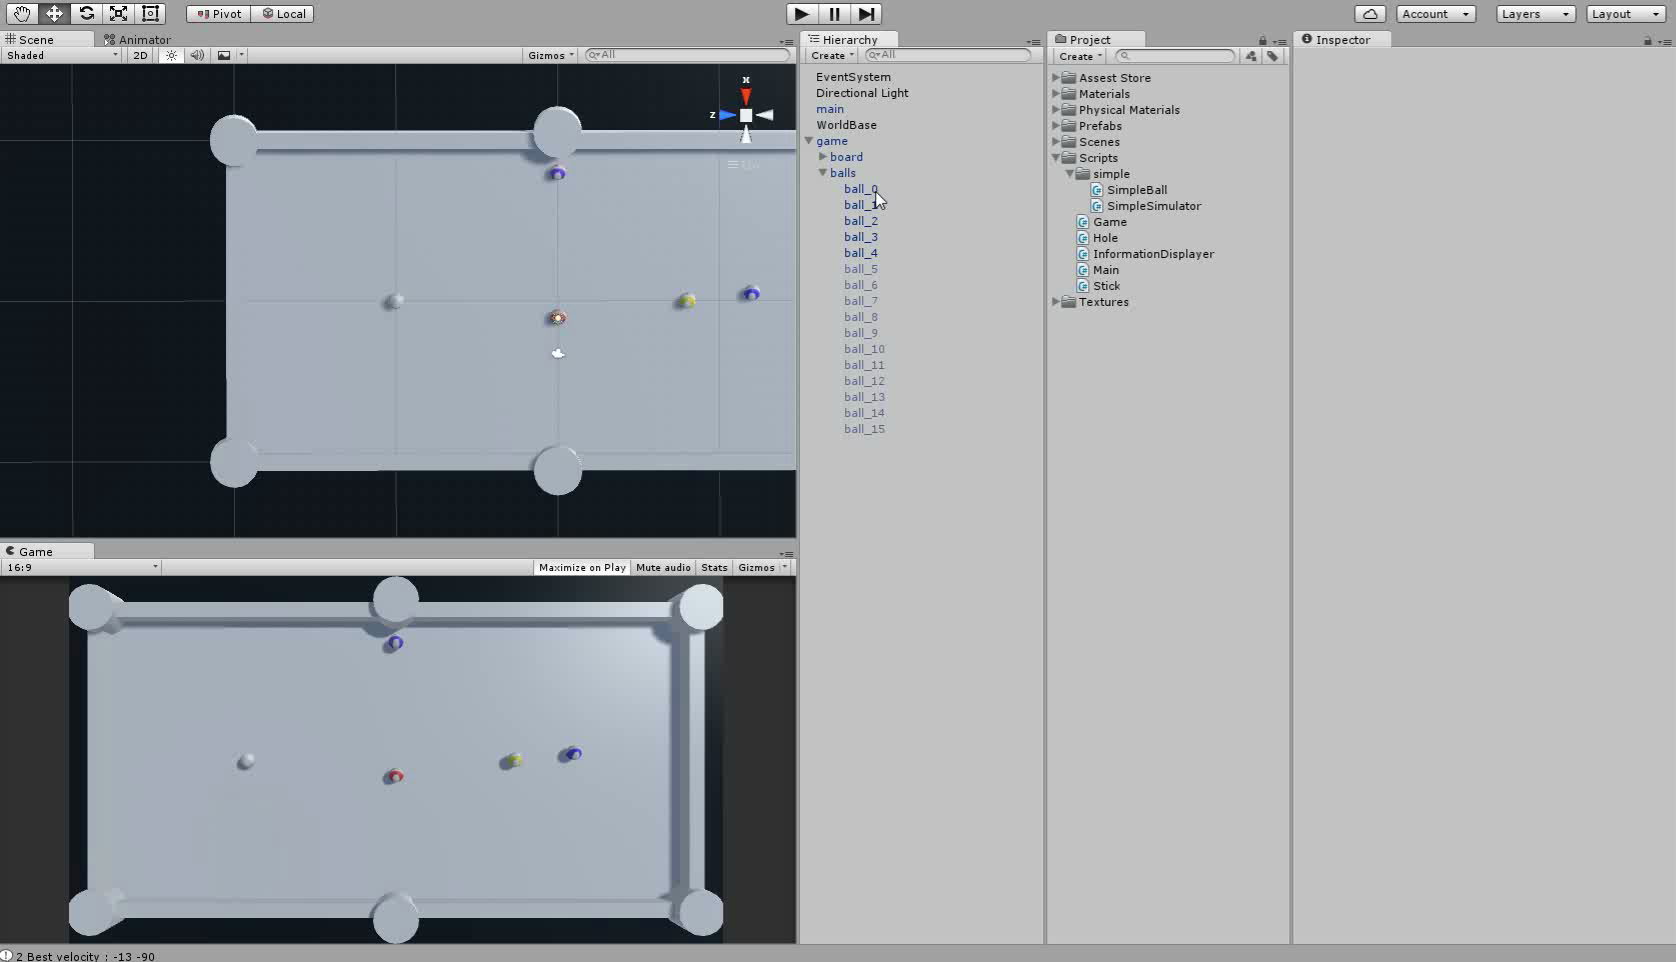 Pivot Local Account Layers Layout
Scene Animator
Shaded 2D Gizmos All
x
z
Game
16:9 Maximize on Play Mute audio Stats Gizmos
Hierarchy
Create All
EventSystem
Directional Light
main
WorldBase
game
board
balls
ball_0
ball_1
ball_2
ball_3
ball_4
ball_5
ball_6
ball_7
ball_8
ball_9
ball_10
ball_11
ball_12
ball_13
ball_14
ball_15
Project
Create
Assest Store
Materials
Physical Materials
Prefabs
Scenes
Scripts
simple
SimpleBall
SimpleSimulator
Game
Hole
InformationDisplayer
Main
Stick
Textures
Inspector
2 Best velocity : -13 -90